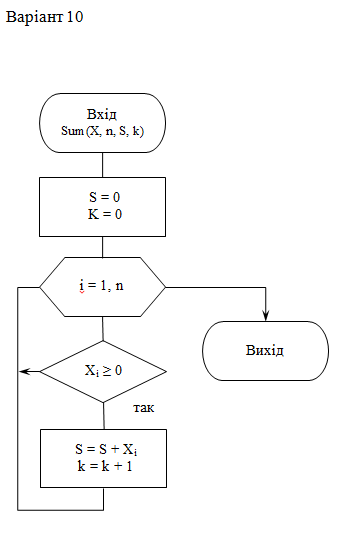 Варіант 10
Вхід
Sum (X, n, S, k)
S = 0
K = 0
i = 1, n
Xi ≥ 0
Вихід
так
S = S + Xi
k = k + 1